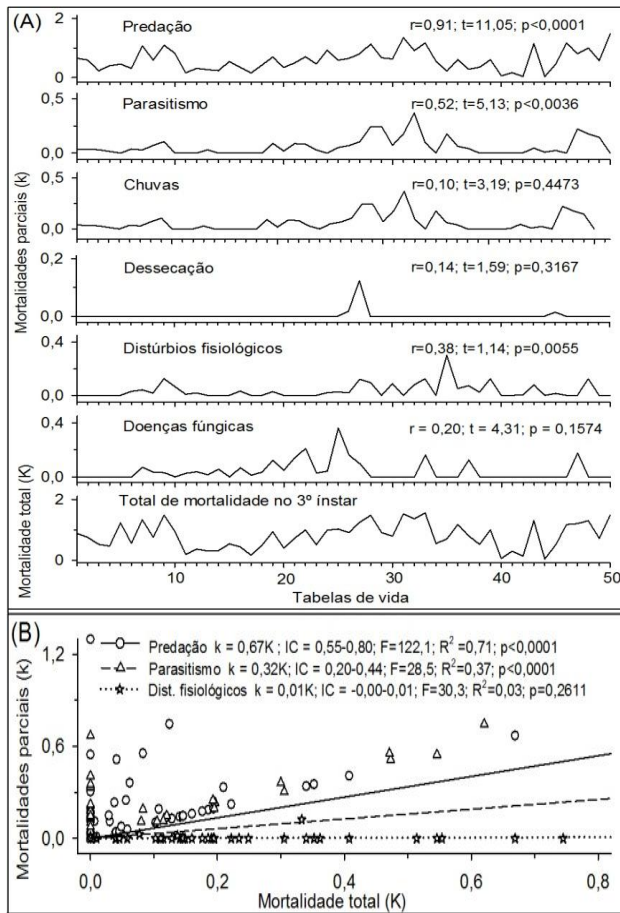 (A)
Predação
r=0,91; t=11,05; p<0,0001
2
1
0
Parasitismo
r=0,52; t=5,13; p<0,0036
0,5
0,0
Chuvas
r=0,10; t=3,19; p=0,4473
0,5
0,0
Dessecação
r=0,14; t=1,59; p=0,3167
0,2
0,0
Distúrbios fisiológicos
r=0,38; t=1,14; p=0,0055
0,4
0,0
Doenças fúngicas
r = 0,20; t = 4,31; p = 0,1574
0,4
0,0
Total de mortalidade no 3º ínstar
2
1
0
Mortalidades parciais (k)
Mortalidade total (K)
10 20 30 40 50
Tabelas de vida
(B)
Predação k = 0,67K ; IC = 0,55-0,80; F=122,1; R² =0,71; p<0,0001
Parasitismo k = 0,32K; IC = 0,20-0,44; F=28,5; R²=0,37; p<0,0001
Dist. fisiológicos k = 0,01K; IC = -0,00-0,01; F=30,3; R²=0,03; p=0,2611
Mortalidades parciais (k)
1,2
0,6
0,0
0,0 0,2 0,4 0,6 0,8
Mortalidade total (K)